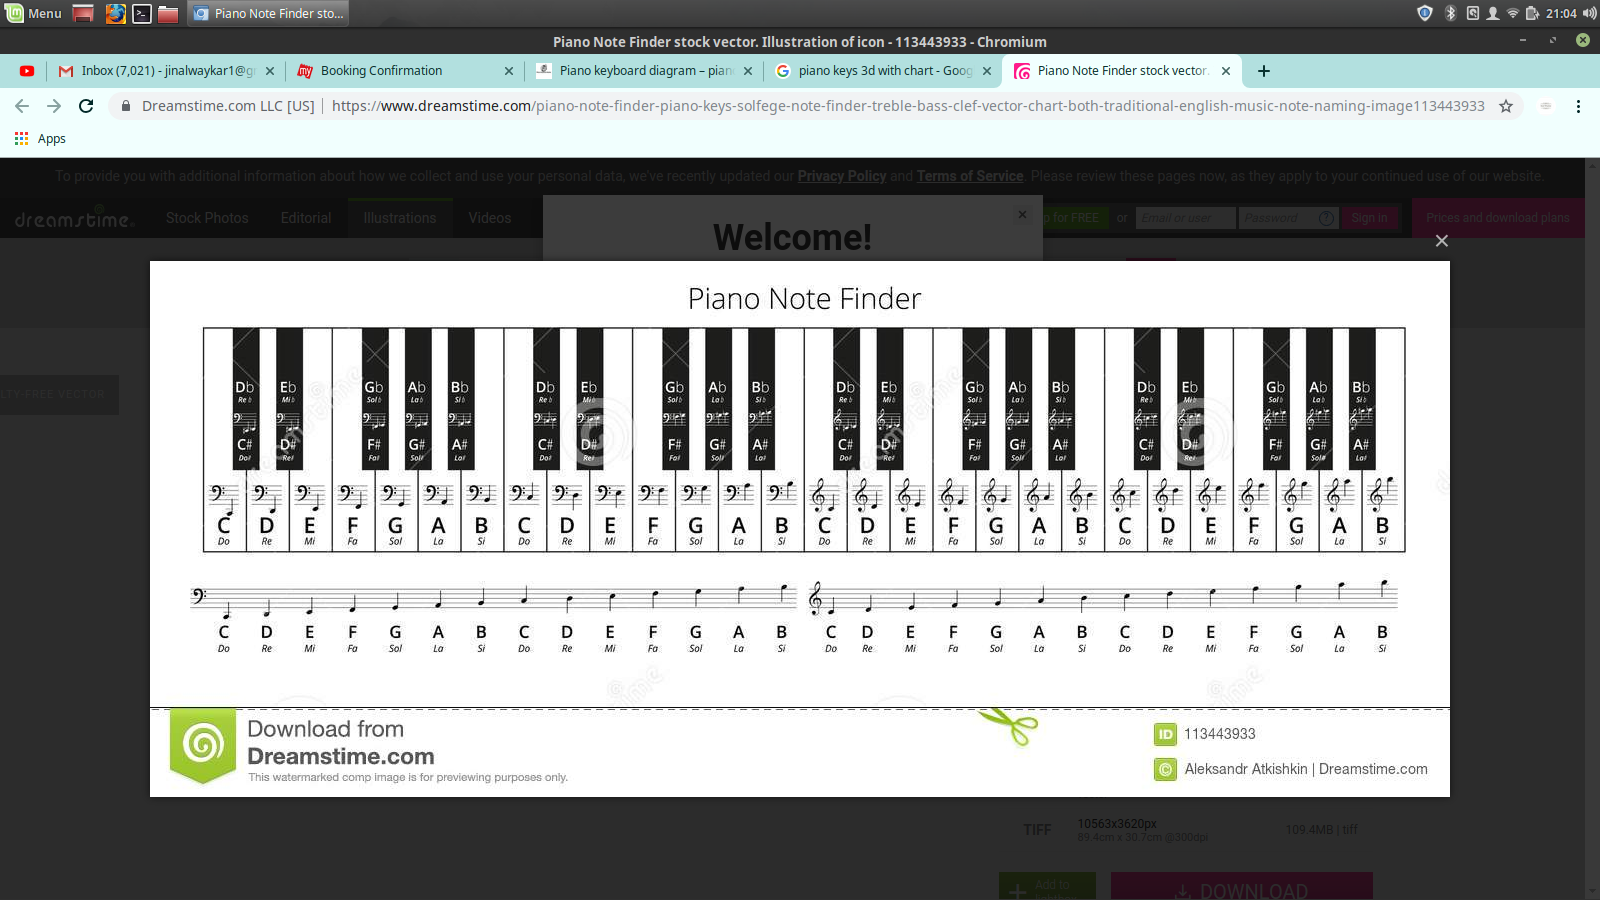 Menu
Piano Note Finder sto...
21:04
Piano Note Finder stock vector. Illustration of icon - 113443933 - Chromium
Inbox (7,021) - jinalwaykar1@g
Booking Confirmation
Piano keyboard diagram – pian
piano keys 3d with chart - Goog
Piano Note Finder stock vector.
Dreamstime.com LLC [US] | https://www.dreamstime.com/piano-note-finder-piano-keys-solfege-note-finder-treble-bass-clef-vector-chart-both-traditional-english-music-note-naming-image113443933
Apps
To provide you with additional information about how we collect and use your personal data, we've recently updated our Privacy Policy and Terms of Service. Please review these pages now, as they apply to your continued use of our website.
dreamstime
Stock Photos Editorial Illustrations Videos
p for FREE or Email or user Password ? Sign in Prices and download plans
Welcome!
LTY-FREE VECTOR
Piano Note Finder
Db Eb Gb Ab Bb Db Eb Gb Ab Bb Db Eb Gb Ab Bb Db Eb Gb Ab Bb
Re♭ Mi♭ Sol♭ La♭ Si♭ Re♭ Mi♭ Sol♭ La♭ Si♭ Re♭ Mi♭ Sol♭ La♭ Si♭ Re♭ Mi♭ Sol♭ La♭ Si♭
C# D# F# G# A# C# D# F# G# A# C# D# F# G# A# C# D# F# G# A#
Do# Re# Fa# Sol# La# Do# Re# Fa# Sol# La# Do# Re# Fa# Sol# La# Do# Re# Fa# Sol# La#
C D E F G A B C D E F G A B C D E F G A B C D E F G A B
Do Re Mi Fa Sol La Si Do Re Mi Fa Sol La Si Do Re Mi Fa Sol La Si Do Re Mi Fa Sol La Si
C D E F G A B C D E F G A B C D E F G A B C D E F G A B
Do Re Mi Fa Sol La Si Do Re Mi Fa Sol La Si Do Re Mi Fa Sol La Si Do Re Mi Fa Sol La Si
Download from
Dreamstime.com
This watermarked comp image is for previewing purposes only.
ID 113443933
© Aleksandr Atkishkin | Dreamstime.com
TIFF 10563x3620px 109.4MB | tiff
89.4cm x 30.7cm @300dpi
Add to
DOWNLOAD